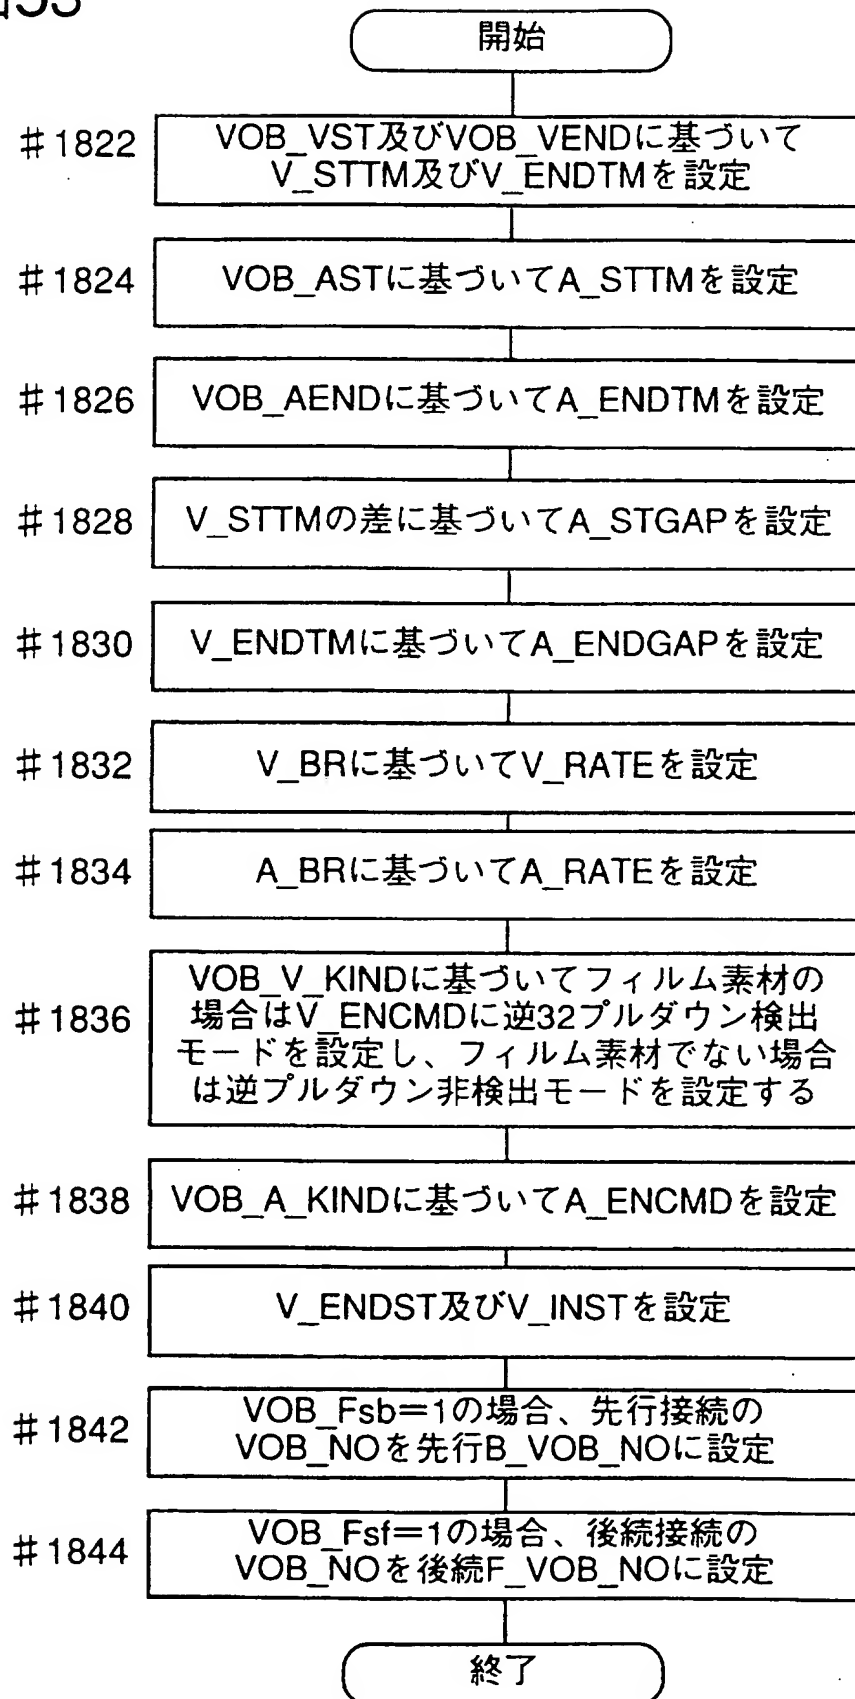 図53
開始
#1822
VOB_VST及びVOB_VENDに基づいて
V_STTM及びV_ENDTMを設定
#1824
VOB_ASTに基づいてA_STTMを設定
#1826
VOB_AENDに基づいてA_ENDTMを設定
#1828
V_STTMの差に基づいてA_STGAPを設定
#1830
V_ENDTMに基づいてA_ENDGAPを設定
#1832
V_BRに基づいてV_RATEを設定
#1834
A_BRに基づいてA_RATEを設定
#1836
VOB_V_KINDに基づいてフィルム素材の
場合はV_ENCMDに逆32プルダウン検出
モードを設定し、フィルム素材でない場合
は逆プルダウン非検出モードを設定する
#1838
VOB_A_KINDに基づいてA_ENCMDを設定
#1840
V_ENDST及びV_INSTを設定
#1842
VOB_Fsb=1の場合、先行接続の
VOB_NOを先行B_VOB_NOに設定
#1844
VOB_Fsf=1の場合、後続接続の
VOB_NOを後続F_VOB_NOに設定
終了